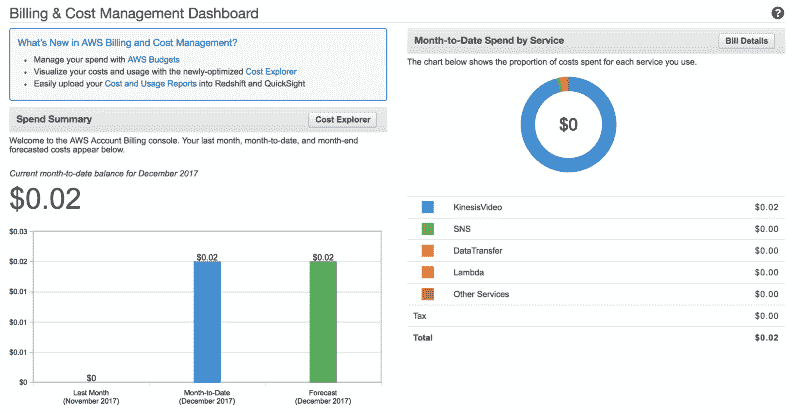 Billing & Cost Management Dashboard
?
What's New in AWS Billing and Cost Management?
Manage your spend with AWS Budgets
Visualize your costs and usage with the newly-optimized Cost Explorer
Easily upload your Cost and Usage Reports into Redshift and QuickSight
Spend Summary
Cost Explorer
Welcome to the AWS Account Billing console. Your last month, month-to-date, and month-end
forecasted costs appear below.
Current month-to-date balance for December 2017
$0.02
$0.03
$0.02
$0.01
$0.01
$0.01
$0
$0
$0.02
$0.02
Last Month
(November 2017)
Month-to-Date
(December 2017)
Forecast
(December 2017)
Month-to-Date Spend by Service
Bill Details
The chart below shows the proportion of costs spent for each service you use.
$0
KinesisVideo $0.02
SNS $0.00
DataTransfer $0.00
Lambda $0.00
Other Services $0.00
Tax $0.00
Total $0.02